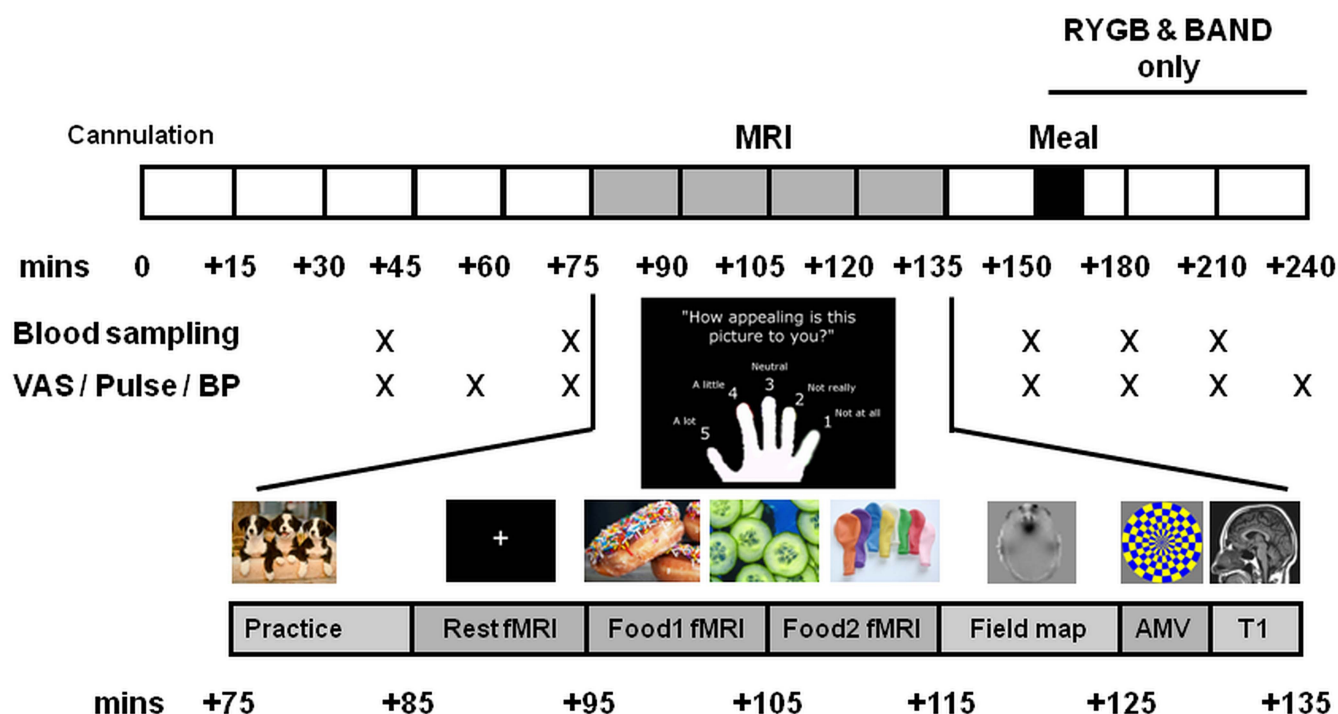 RYGB & BAND
only
Cannulation MRI Meal
mins 0 +15 +30 +45 +60 +75 +90 +105 +120 +135 +150 +180 +210 +240
Blood sampling X X X X X
VAS / Pulse / BP X X X X X X X
"How appealing is this
picture to you?"
Neutral
3
A little
4
Not really
2
A lot
5
Not at all
1
+
Practice Rest fMRI Food1 fMRI Food2 fMRI Field map AMV T1
mins +75 +85 +95 +105 +115 +125 +135